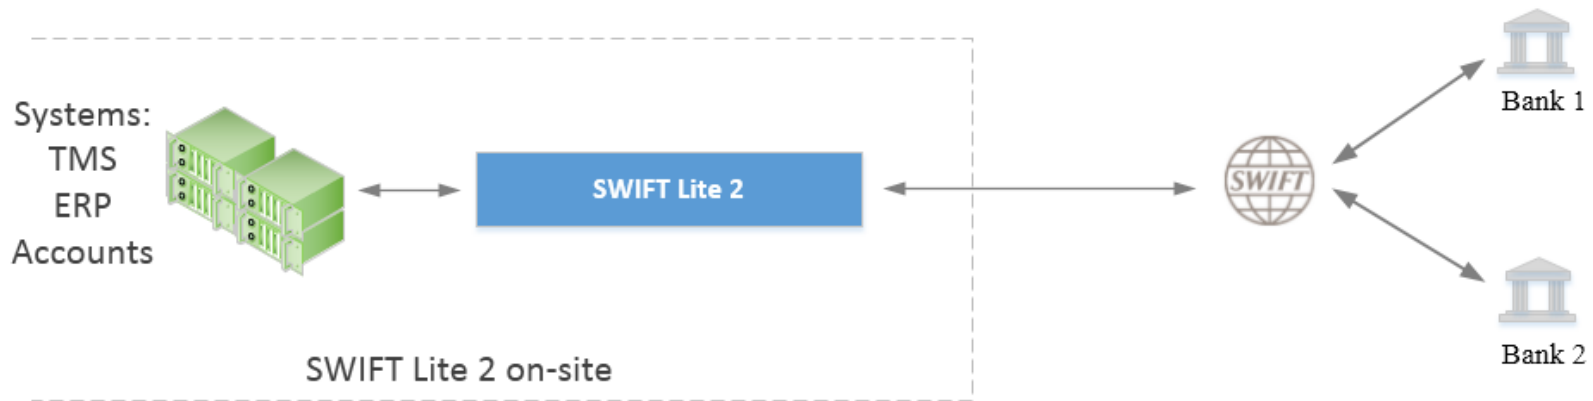 Systems:
TMS
ERP
Accounts
SWIFT Lite 2
SWIFT
Bank 1
Bank 2
SWIFT Lite 2 on-site